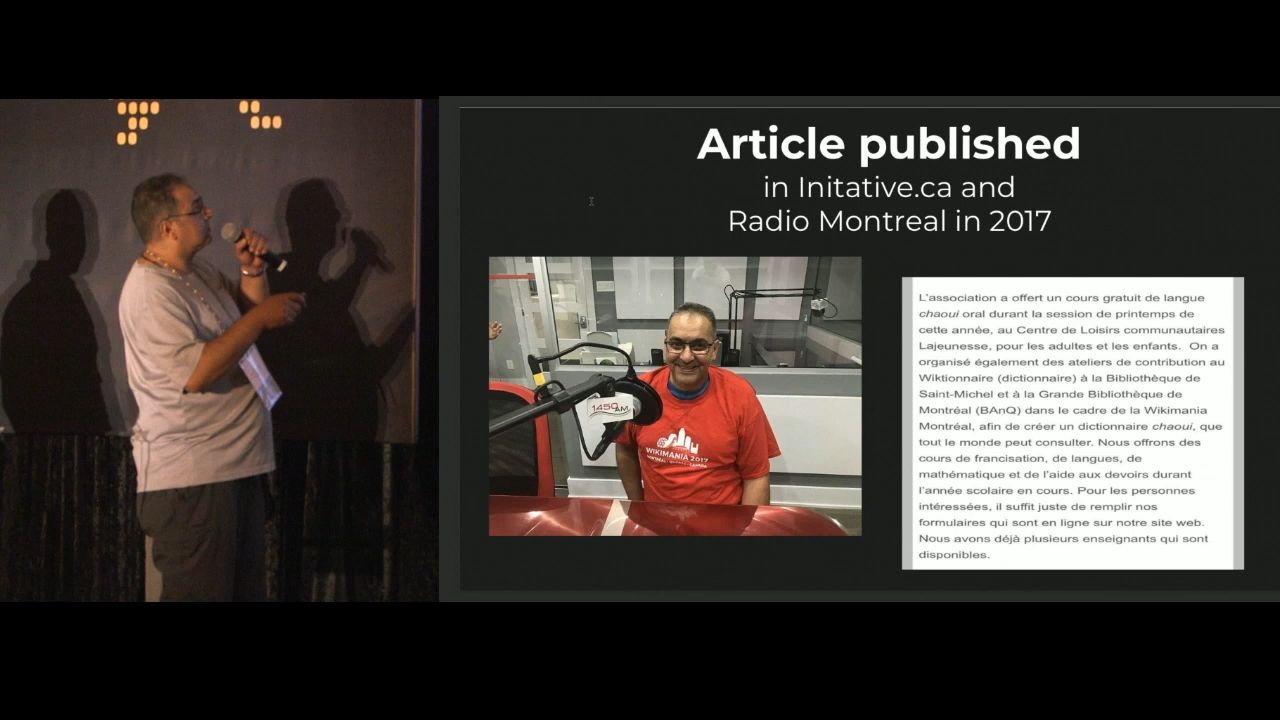 Article published
in Initative.ca and
Radio Montreal in 2017
1450 AM
WIKIMANIA 2017
L'association a offert un cours gratuit de langue
chaoui oral durant la session de printemps de
cette année, au Centre de Loisirs communautaires
Lajeunesse, pour les adultes et les enfants. On a
organisé également des ateliers de contribution au
Wiktionnaire (dictionnaire) à la Bibliothèque de
Saint-Michel et à la Grande Bibliothèque de
Montréal (BAnQ) dans le cadre de la Wikimania
Montréal, afin de créer un dictionnaire chaoui, que
tout le monde peut consulter. Nous offrons des
cours de francisation, de langues, de
mathématique et de l'aide aux devoirs durant
l'année scolaire en cours. Pour les personnes
intéressées, il suffit juste de remplir nos
formulaires qui sont en ligne sur notre site web.
Nous avons déjà plusieurs enseignants qui sont
disponibles.